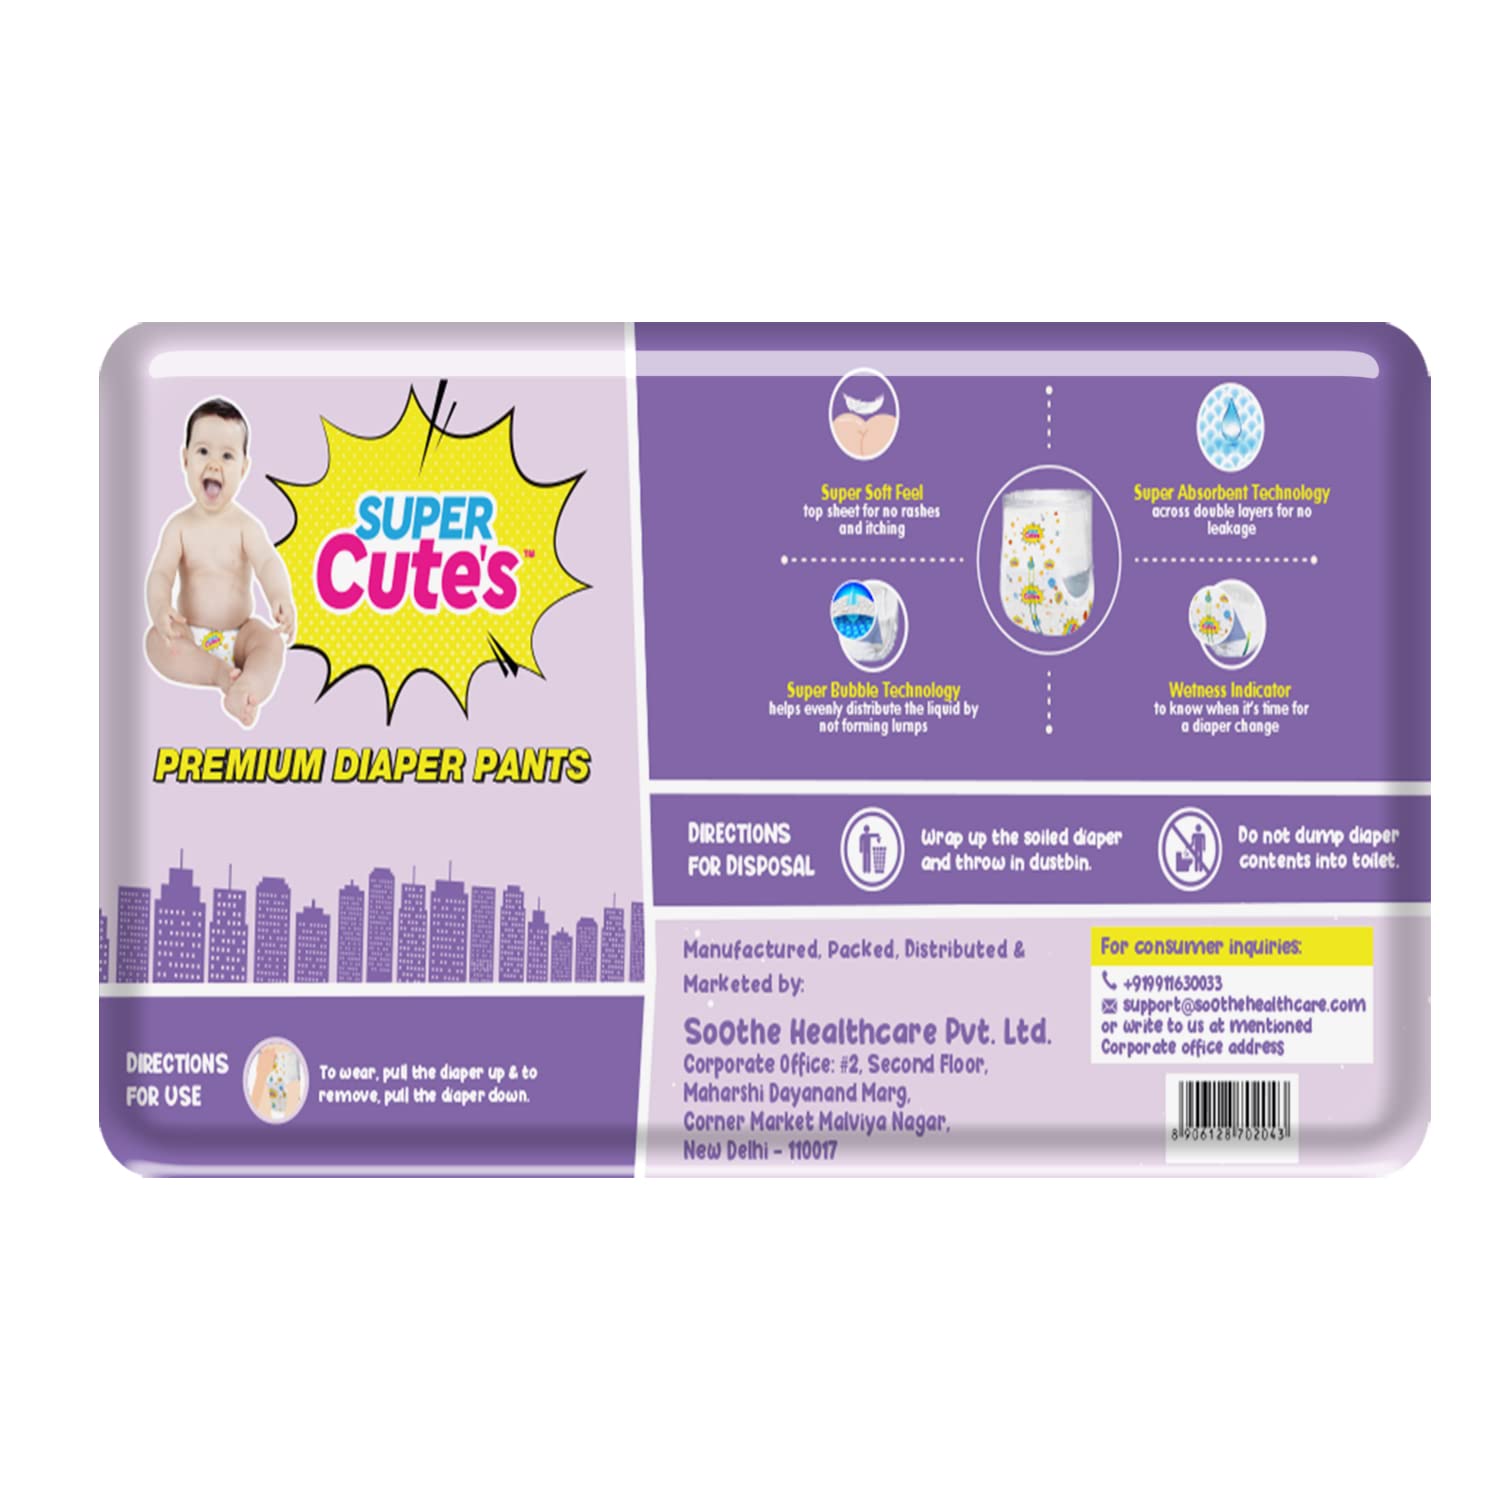 SUPER
Cute's™
PREMIUM DIAPER PANTS
DIRECTIONS
FOR USE
To wear, pull the diaper up & to
remove, pull the diaper down.
Super Soft Feel
top sheet for no rashes
and itching
Super Absorbent Technology
across double layers for no
leakage
Super Bubble Technology
helps evenly distribute the liquid by
not forming lumps
Wetness Indicator
to know when it's time for
a diaper change
DIRECTIONS
FOR DISPOSAL
Wrap up the soiled diaper
and throw in dustbin.
Do not dump diaper
contents into toilet.
Manufactured, Packed, Distributed &
Marketed by:
Soothe Healthcare Pvt. Ltd.
Corporate Office: #2, Second Floor,
Maharshi Dayanand Marg,
Corner Market Malviya Nagar,
New Delhi - 110017
For consumer inquiries:
+919911630033
support@soothehealthcare.com
or write to us at mentioned
Corporate office address
8 906128 702043